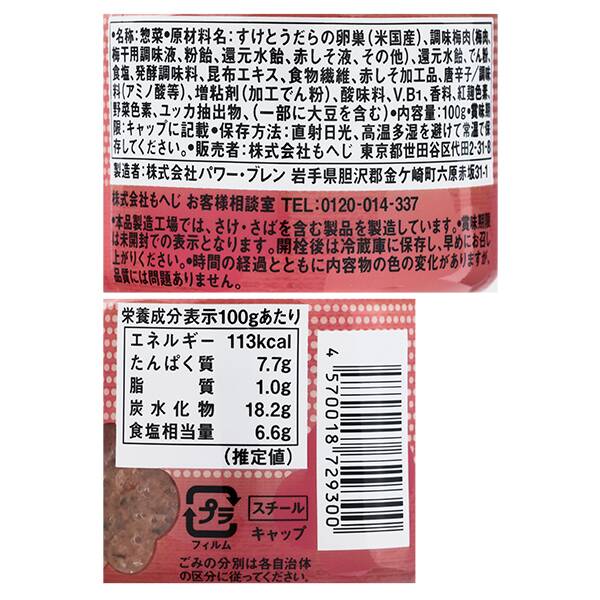 •名称:惣菜•原材料名:すけとうだらの卵巣(米国産)、調味梅肉(梅肉、
梅干用調味液、粉飴、還元水飴、赤しそ液、その他)、還元水飴、でん粉、
食塩、発酵調味料、昆布エキス、食物繊維、赤しそ加工品、唐辛子/調味
料(アミノ酸等)、増粘剤(加工でん粉)、酸味料、V.B1、香料、紅麹色素、
野菜色素、ユッカ抽出物、(一部に大豆を含む)•内容量:100g•賞味期
限:キャップに記載•保存方法:直射日光、高温多湿を避けて常温で保
存してください。•販売者:株式会社もへじ 東京都世田谷区代田2-31-8
製造者:株式会社パワー・ブレン 岩手県胆沢郡金ケ崎町六原赤坂31-1
株式会社もへじ お客様相談室 TEL:0120-014-337
•本品製造工場では、さけ・さばを含む製品を製造しています。•賞味期限
は未開封での表示となります。開栓後は冷蔵庫に保存し、早めにお召し
上がりください。•時間の経過とともに内容物の色の変化がありますが、
品質には問題ありません。
栄養成分表示100gあたり
エネルギー 113kcal
たんぱく質 7.7g
脂質 1.0g
炭水化物 18.2g
食塩相当量 6.6g
(推定値)
4 570018 729300
プラ
フィルム
スチール
キャップ
ごみの分別は各自治体
の区分に従ってください。